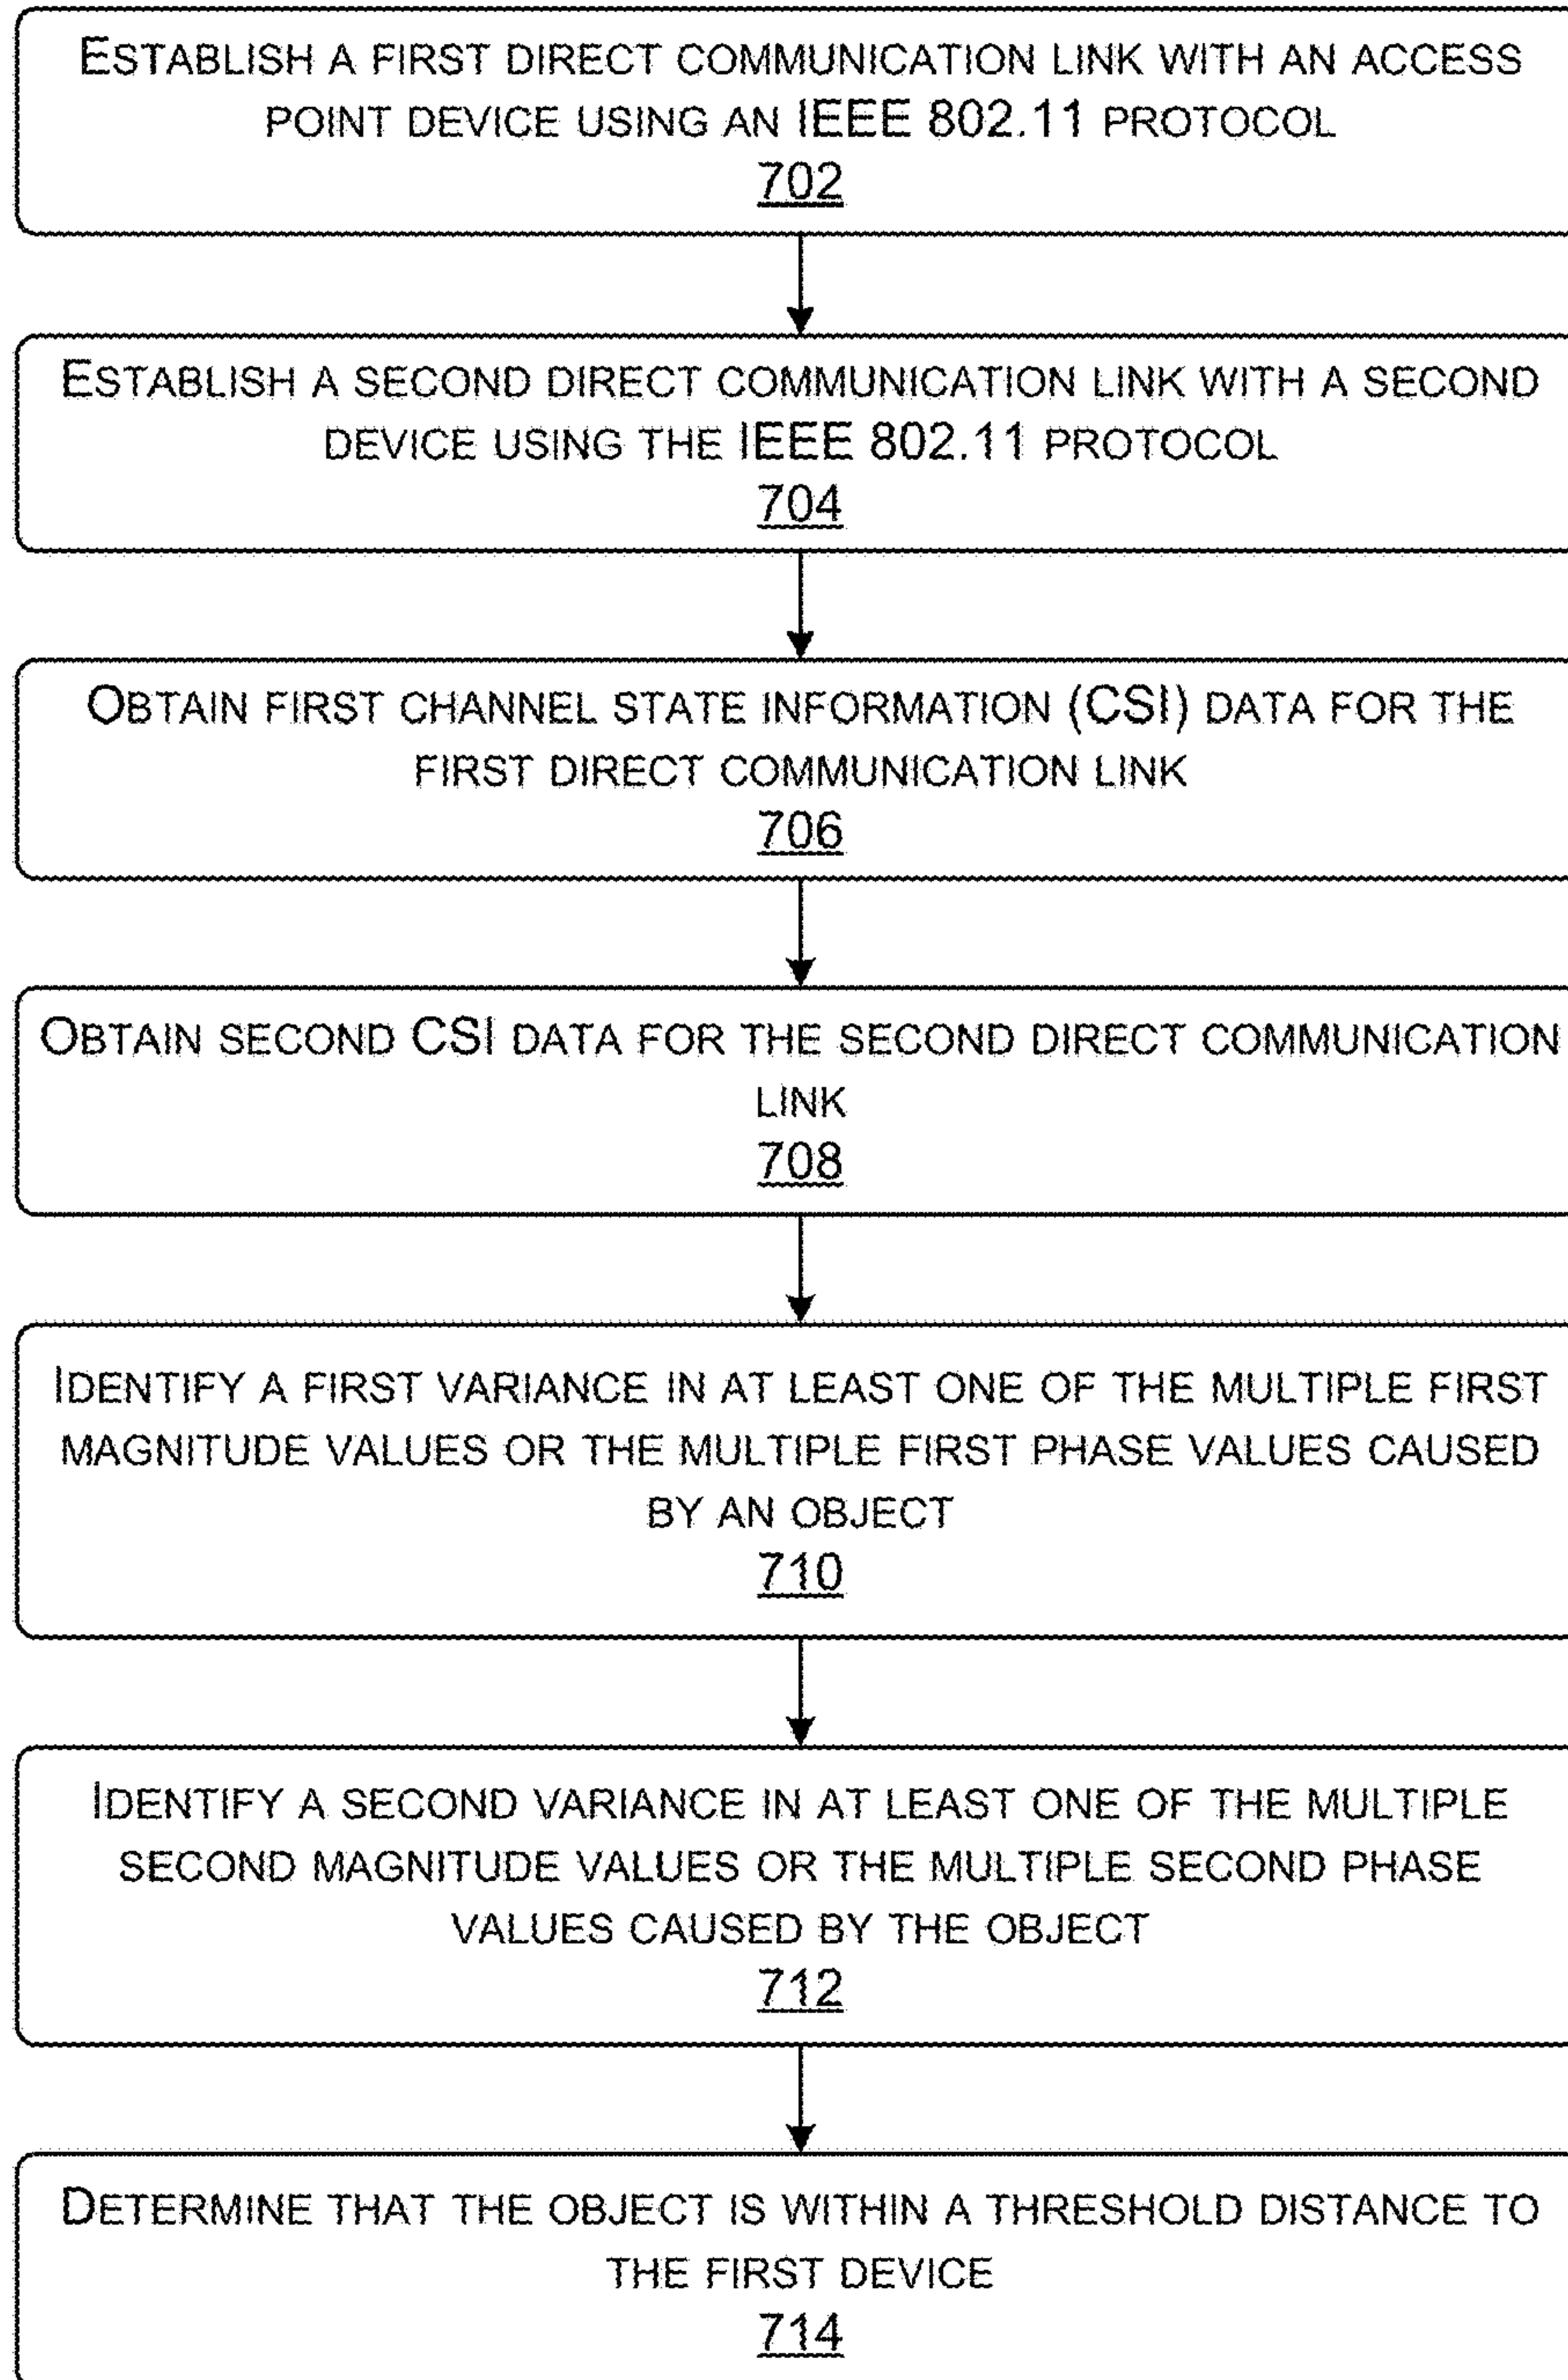 ESTABLISH A FIRST DIRECT COMMUNICATION LINK WITH AN ACCESS
POINT DEVICE USING AN IEEE 802.11 PROTOCOL
702
ESTABLISH A SECOND DIRECT COMMUNICATION LINK WITH A SECOND
DEVICE USING THE IEEE 802.11 PROTOCOL
704
OBTAIN FIRST CHANNEL STATE INFORMATION (CSI) DATA FOR THE
FIRST DIRECT COMMUNICATION LINK
706
OBTAIN SECOND CSI DATA FOR THE SECOND DIRECT COMMUNICATION
LINK
708
IDENTIFY A FIRST VARIANCE IN AT LEAST ONE OF THE MULTIPLE FIRST
MAGNITUDE VALUES OR THE MULTIPLE FIRST PHASE VALUES CAUSED
BY AN OBJECT
710
IDENTIFY A SECOND VARIANCE IN AT LEAST ONE OF THE MULTIPLE
SECOND MAGNITUDE VALUES OR THE MULTIPLE SECOND PHASE
VALUES CAUSED BY THE OBJECT
712
DETERMINE THAT THE OBJECT IS WITHIN A THRESHOLD DISTANCE TO
THE FIRST DEVICE
714